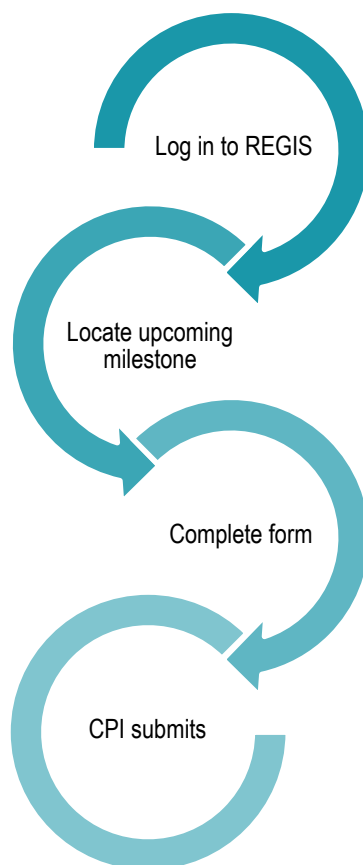 Log in to REGIS
Locate upcoming
milestone
Complete form
CPI submits